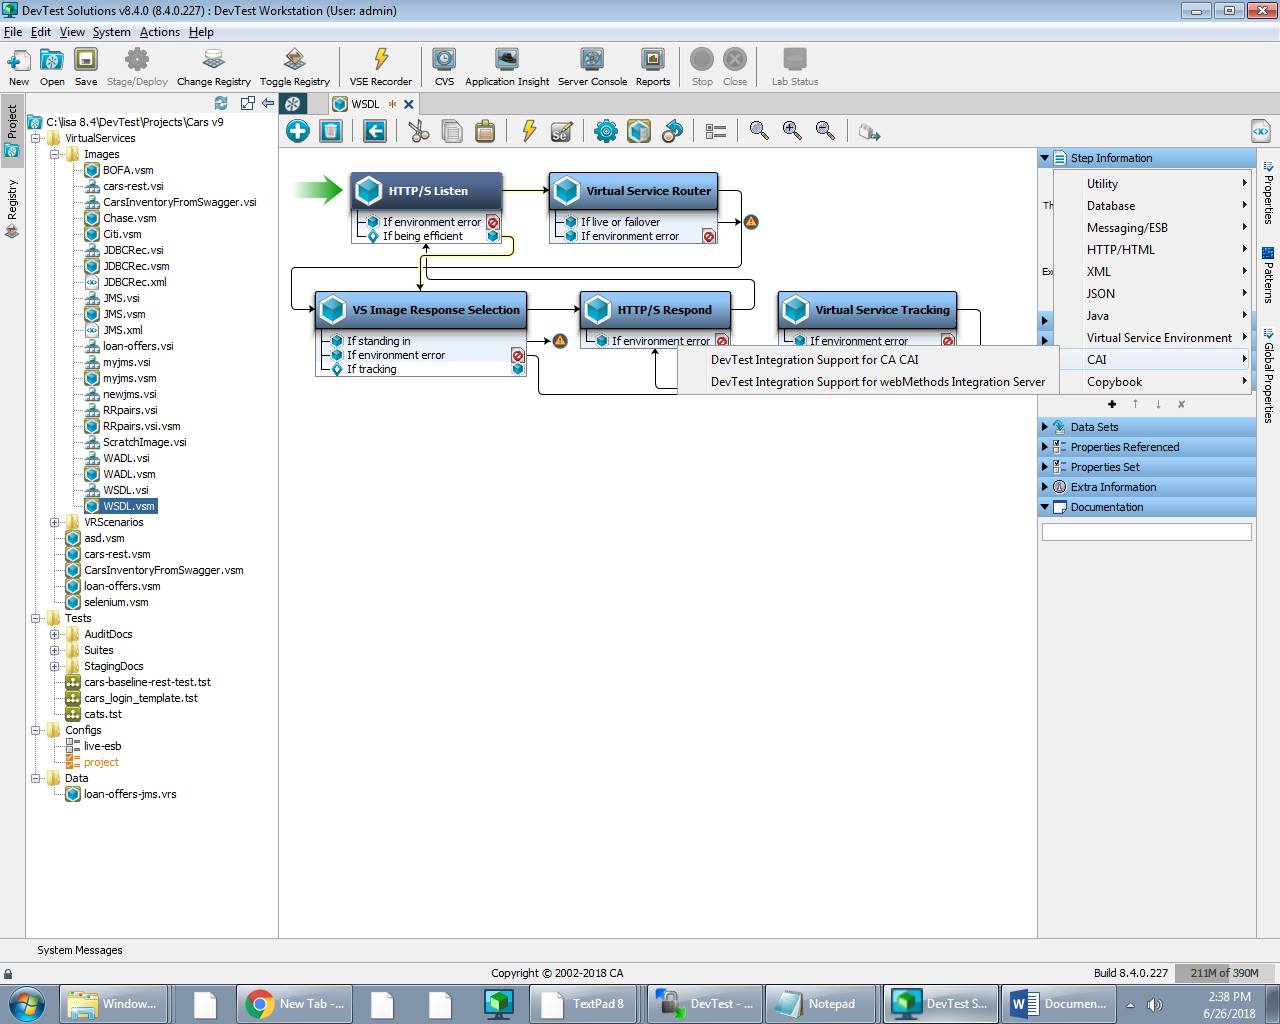 DevTest Solutions v8.4.0 (8.4.0.227) : DevTest Workstation (User: admin)
File Edit View System Actions Help
New Open Save Stage/Deploy Change Registry Toggle Registry VSE Recorder CVS Application Insight Server Console Reports Stop Close Lab Status
Project
Registry
C:\lisa 8.4\DevTest\Projects\Cars v9
VirtualServices
Images
BOFA.vsm
cars-rest.vsi
CarsInventoryFromSwagger.vsi
Chase.vsm
Citi.vsm
JDBCRec.vsi
JDBCRec.vsm
JDBCRec.xml
JMS.vsi
JMS.vsm
JMS.xml
loan-offers.vsi
myjms.vsi
myjms.vsm
newjms.vsi
RRpairs.vsi
RRpairs.vsi.vsm
ScratchImage.vsi
WADL.vsi
WADL.vsm
WSDL.vsi
WSDL.vsm
VRScenarios
asd.vsm
cars-rest.vsm
CarsInventoryFromSwagger.vsm
loan-offers.vsm
selenium.vsm
Tests
AuditDocs
Suites
StagingDocs
cars-baseline-rest-test.tst
cars_login_template.tst
cats.tst
Configs
live-esb
project
Data
loan-offers-jms.vrs
WSDL *
HTTP/S Listen
If environment error
If being efficient
Virtual Service Router
If live or failover
If environment error
VS Image Response Selection
If standing in
If environment error
If tracking
HTTP/S Respond
If environment error
Virtual Service Tracking
If environment error
DevTest Integration Support for CA CAI
DevTest Integration Support for webMethods Integration Server
Step Information
Th
Ex
Utility
Database
Messaging/ESB
HTTP/HTML
XML
JSON
Java
Virtual Service Environment
CAI
Copybook
Data Sets
Properties Referenced
Properties Set
Extra Information
Documentation
Properties
Patterns
Global Properties
System Messages
Copyright © 2002-2018 CA
Build 8.4.0.227
211M of 390M
Window...
New Tab -...
TextPad 8
DevTest - ...
Notepad
DevTest S...
Documen...
2:38 PM
6/26/2018